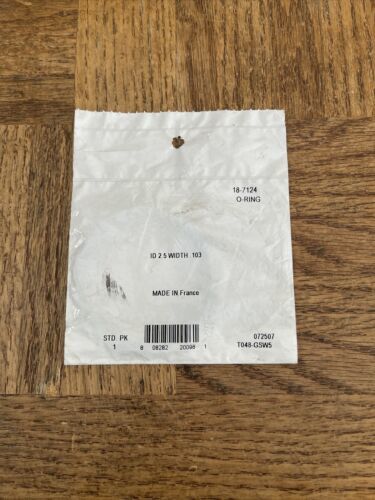 18-7124
O-RING
ID 2 5 WIDTH .103
MADE IN France
STD PK
1
8 08282 20096 1
072507
T048-GSW5